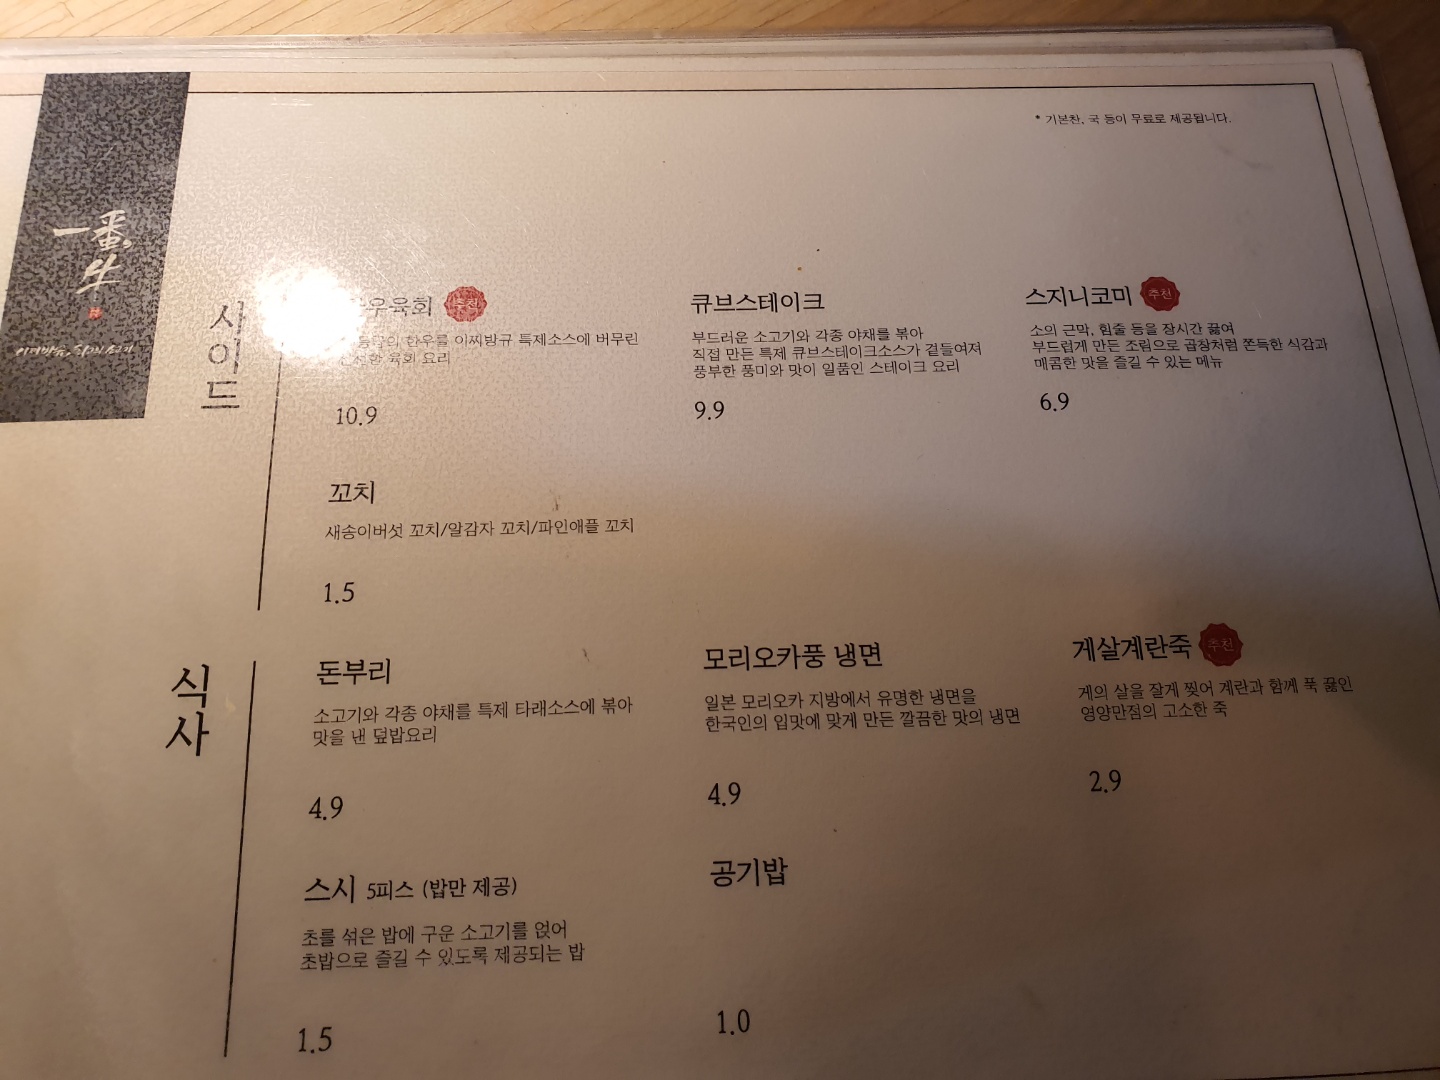 * 기본찬, 국 등이 무료로 제공됩니다.
一番,
牛
사이드
우육회 추천
한우를 이찌방규 특제소스에 버무린
육회 요리
10.9
큐브스테이크
부드러운 소고기와 각종 야채를 볶아
직접 만든 특제 큐브스테이크소스가 곁들여져
풍부한 풍미와 맛이 일품인 스테이크 요리
9.9
스지니코미 추천
소의 근막, 힘줄 등을 장시간 끓여
부드럽게 만든 조림으로 곱창처럼 쫀득한 식감과
매콤한 맛을 즐길 수 있는 메뉴
6.9
꼬치
새송이버섯 꼬치/알감자 꼬치/파인애플 꼬치
1.5
식사
돈부리
소고기와 각종 야채를 특제 타래소스에 볶아
맛을 낸 덮밥요리
4.9
모리오카풍 냉면
일본 모리오카 지방에서 유명한 냉면을
한국인의 입맛에 맞게 만든 깔끔한 맛의 냉면
4.9
게살계란죽 추천
게의 살을 잘게 찢어 계란과 함께 푹 끓인
영양만점의 고소한 죽
2.9
스시 5피스 (밥만 제공)
초를 섞은 밥에 구운 소고기를 얹어
초밥으로 즐길 수 있도록 제공되는 밥
1.5
공기밥
1.0